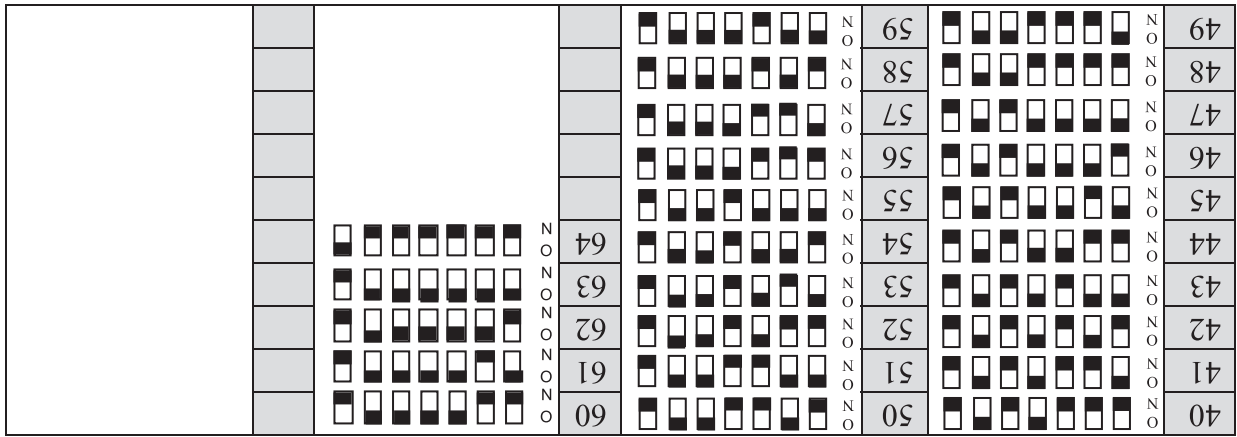 40 ON
41 ON
42 ON
43 ON
44 ON
45 ON
46 ON
47 ON
48 ON
49 ON
50 ON
51 ON
52 ON
53 ON
54 ON
55 ON
56 ON
57 ON
58 ON
59 ON
60 ON
61 ON
62 ON
63 ON
64 ON